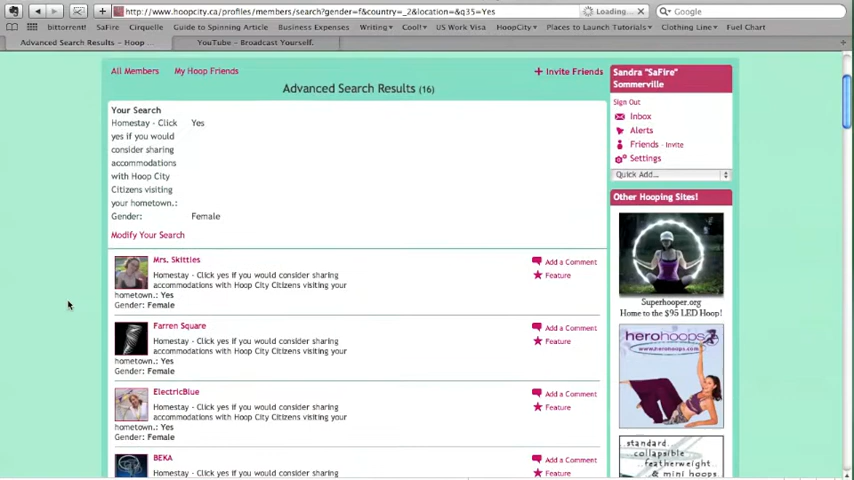 http://www.hoopcity.ca/profiles/members/search?gender=f&country=_2&location=&q35=Yes
Loading...
Google
bittorrent!
SaFire
Cirquelle
Guide to Spinning Article
Business Expenses
Writing
Cool!
US Work Visa
HoopCity
Places to Launch Tutorials
Clothing Line
Fuel Chart
Advanced Search Results – Hoop ...
YouTube - Broadcast Yourself.
All Members
My Hoop Friends
+ Invite Friends
Advanced Search Results (16)
Your Search
Homestay - Click Yes
yes if you would
consider sharing
accommodations
with Hoop City
Citizens visiting
your hometown.:
Gender: Female
Modify Your Search
Mrs. Skittles
Homestay - Click yes if you would consider sharing
accommodations with Hoop City Citizens visiting your
hometown.: Yes
Gender: Female
Add a Comment
Feature
Farren Square
Homestay - Click yes if you would consider sharing
accommodations with Hoop City Citizens visiting your
hometown.: Yes
Gender: Female
Add a Comment
Feature
ElectricBlue
Homestay - Click yes if you would consider sharing
accommodations with Hoop City Citizens visiting your
hometown.: Yes
Gender: Female
Add a Comment
Feature
BEKA
Homestay - Click yes if you would consider sharing
Add a Comment
Feature
Sandra "SaFire"
Sommerville
Sign Out
Inbox
Alerts
Friends - Invite
Settings
Quick Add...
Other Hooping Sites!
Superhooper.org
Home to the $95 LED Hoop!
herohoops
www.herohoops.com
standard
collapsible
featherweight
& mini hoops